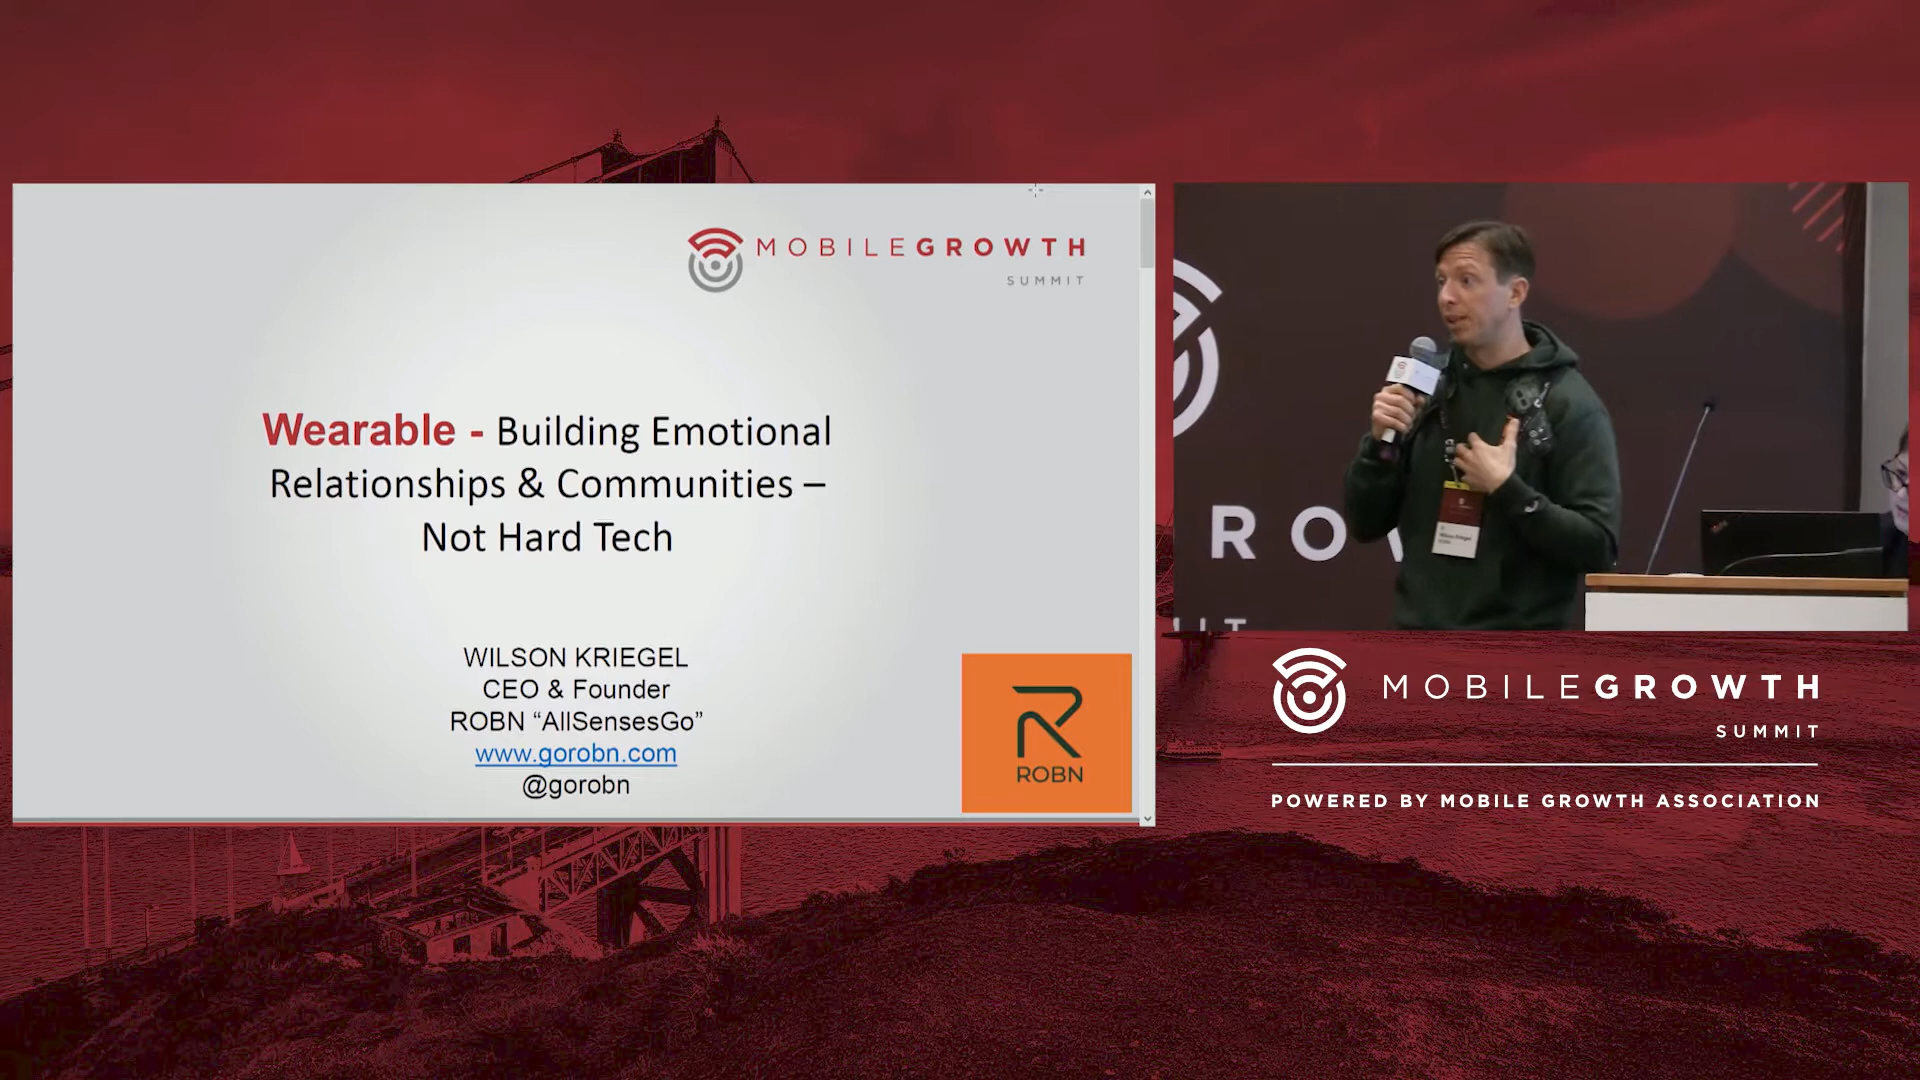 MOBILEGROWTH
SUMMIT
Wearable - Building Emotional
Relationships & Communities –
Not Hard Tech
WILSON KRIEGEL
CEO & Founder
ROBN “AllSensesGo”
www.gorobn.com
@gorobn
ROBN
ROW
MOBILEGROWTH
SUMMIT
POWERED BY MOBILE GROWTH ASSOCIATION